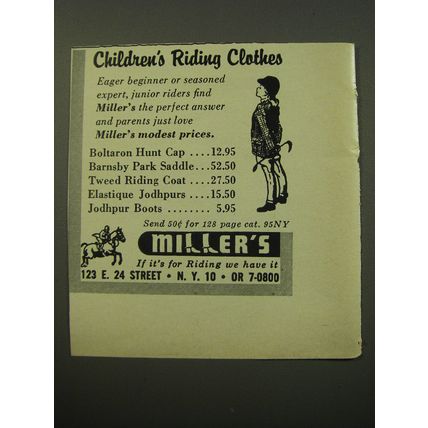 Children's Riding Clothes
Eager beginner or seasoned
expert, junior riders find
Miller's the perfect answer
and parents just love
Miller's modest prices.
Boltaron Hunt Cap ....12.95
Barnsby Park Saddle...52.50
Tweed Riding Coat ....27.50
Elastique Jodhpurs ....15.50
Jodhpur Boots ........ 5.95
Send 50¢ for 128 page cat. 95NY
MILLER'S
If it's for Riding we have it
123 E. 24 STREET • N. Y. 10 • OR 7-0800